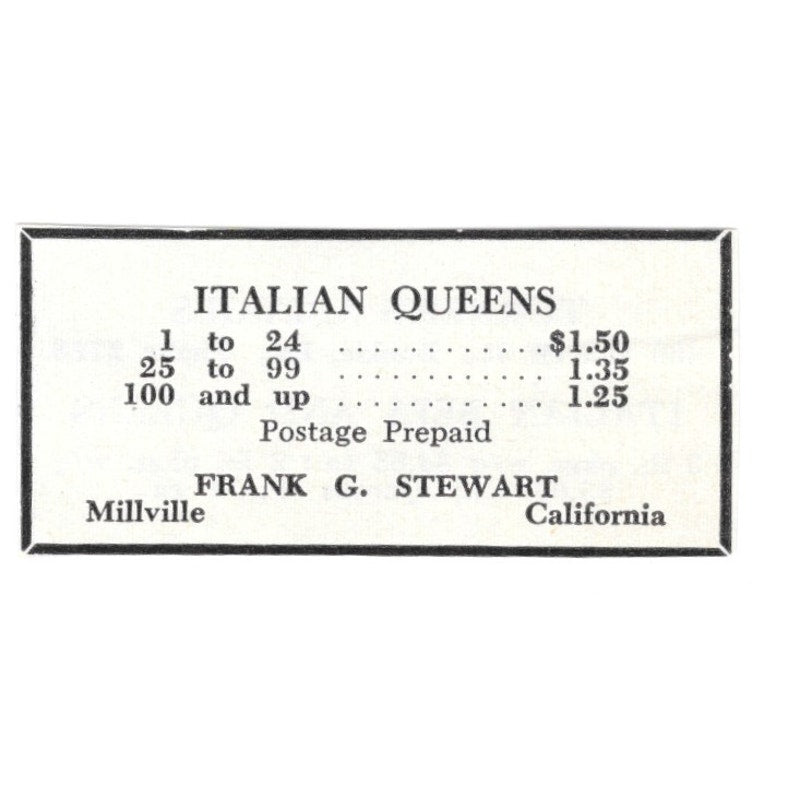 ITALIAN QUEENS
1 to 24 ............ $1.50
25 to 99 ............ 1.35
100 and up ............ 1.25
Postage Prepaid
FRANK G. STEWART
Millville California